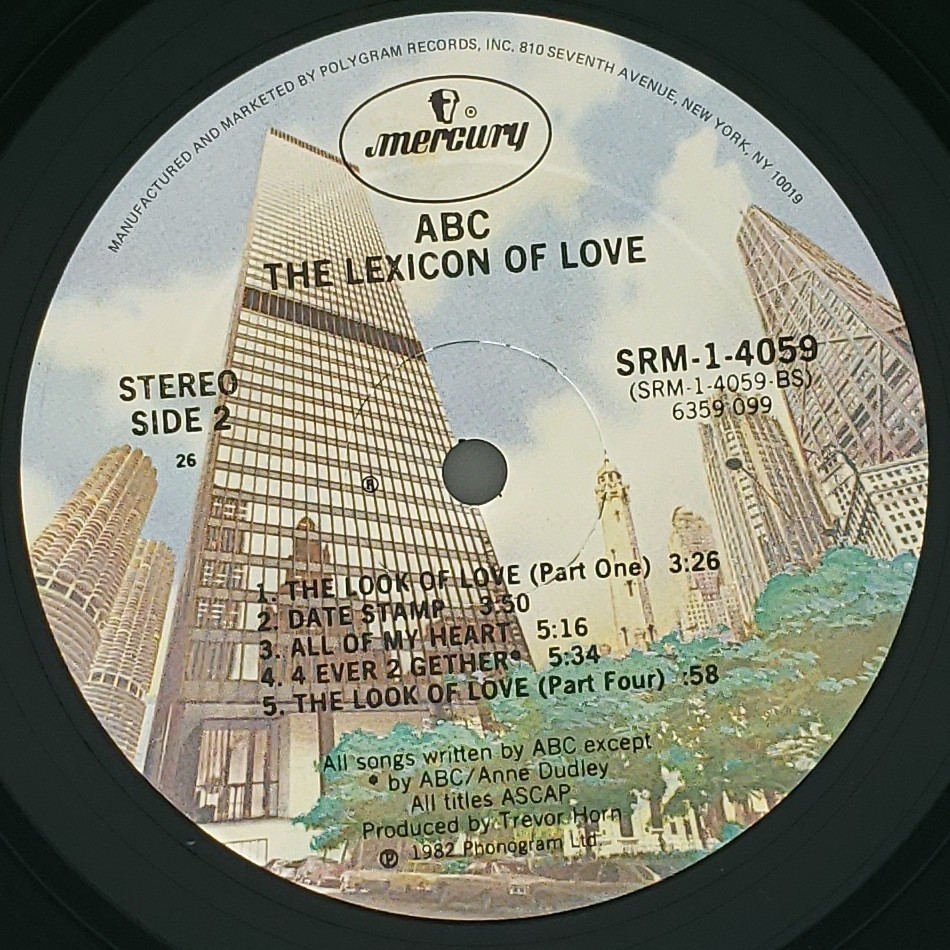 MANUFACTURED AND MARKETED BY POLYGRAM RECORDS, INC. 810 SEVENTH AVENUE, NEW YORK, NY 10019
mercury ®
ABC
THE LEXICON OF LOVE
STEREO
SIDE 2
26
SRM-1-4059
(SRM-1-4059-BS)
6359 099
®
1. THE LOOK OF LOVE (Part One) 3:26
2. DATE STAMP 3:50
3. ALL OF MY HEART 5:16
4. 4 EVER 2 GETHER* 5:34
5. THE LOOK OF LOVE (Part Four) :58
All songs written by ABC except
* by ABC/Anne Dudley
All titles ASCAP
Produced by Trevor Horn
℗ 1982 Phonogram Ltd.